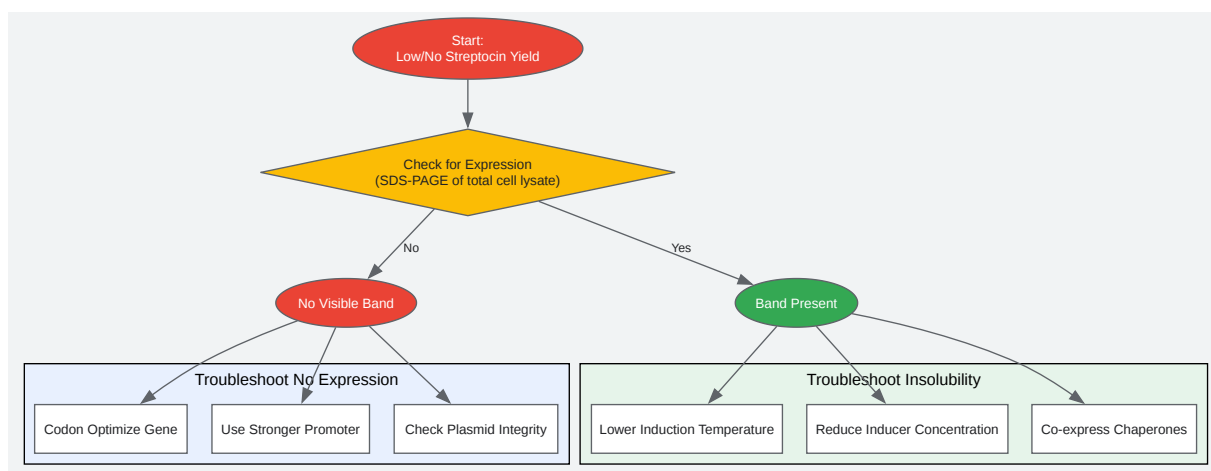 Start:
Low/No Streptocin Yield
Check for Expression
(SDS-PAGE of total cell lysate)
No
Yes
No Visible Band
Band Present
Troubleshoot No Expression
Troubleshoot Insolubility
Codon Optimize Gene
Use Stronger Promoter
Check Plasmid Integrity
Lower Induction Temperature
Reduce Inducer Concentration
Co-express Chaperones